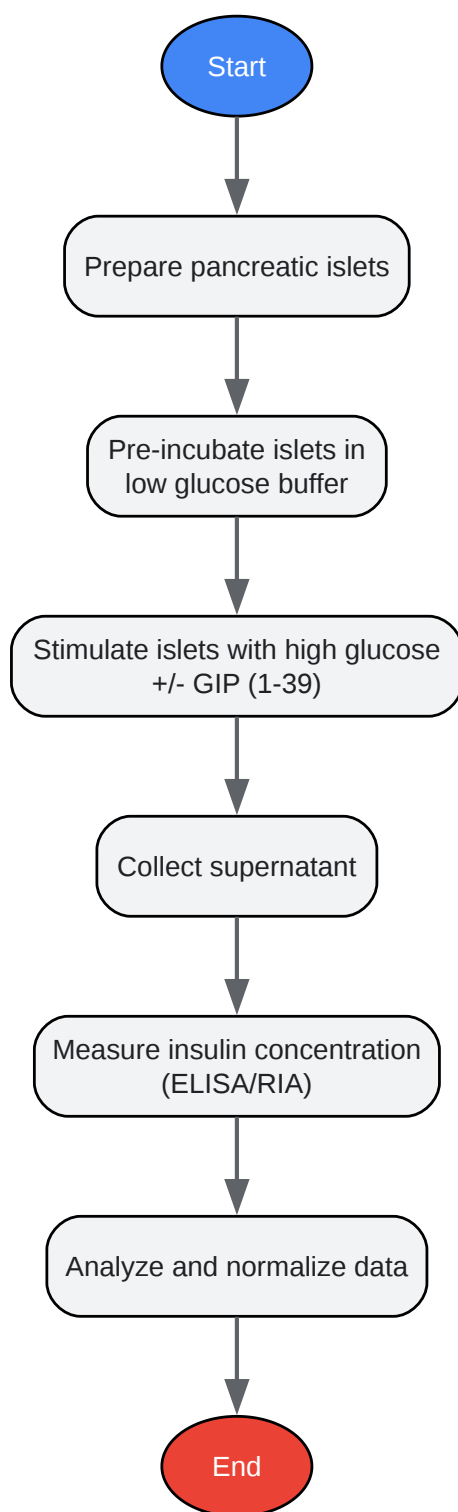 Start
Prepare pancreatic islets
Pre-incubate islets in
low glucose buffer
Stimulate islets with high glucose
+/- GIP (1-39)
Collect supernatant
Measure insulin concentration
(ELISA/RIA)
Analyze and normalize data
End